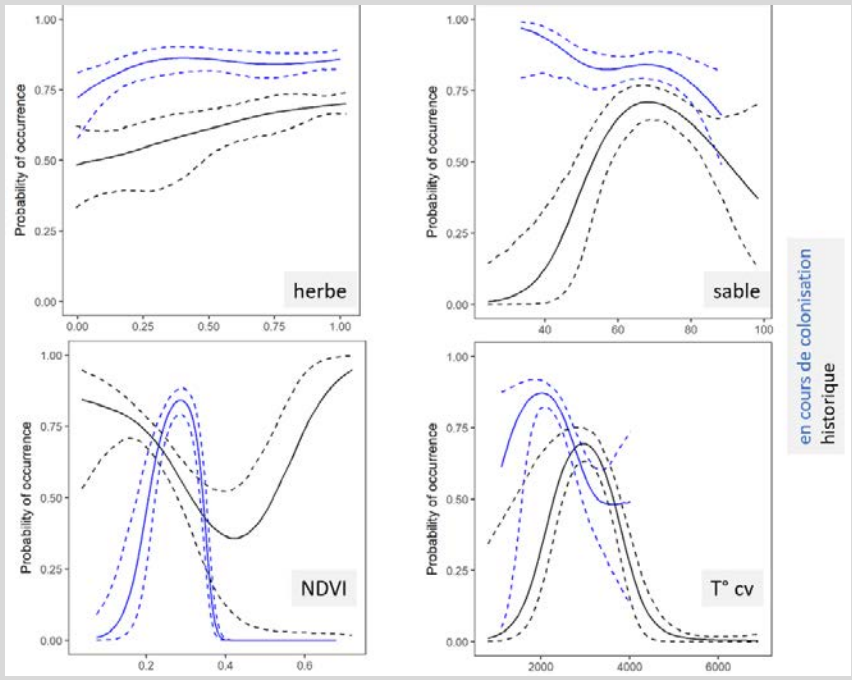 1.00
0.75
0.50
0.25
0.00
Probability of occurrence
herbe
0.00 0.25 0.50 0.75 1.00
1.00
0.75
0.50
0.25
0.00
Probability of occurrence
sable
40 60 80 100
1.00
0.75
0.50
0.25
0.00
Probability of occurrence
NDVI
0.2 0.4 0.6
1.00
0.75
0.50
0.25
0.00
Probability of occurrence
T° cv
2000 4000 6000
en cours de colonisation
historique